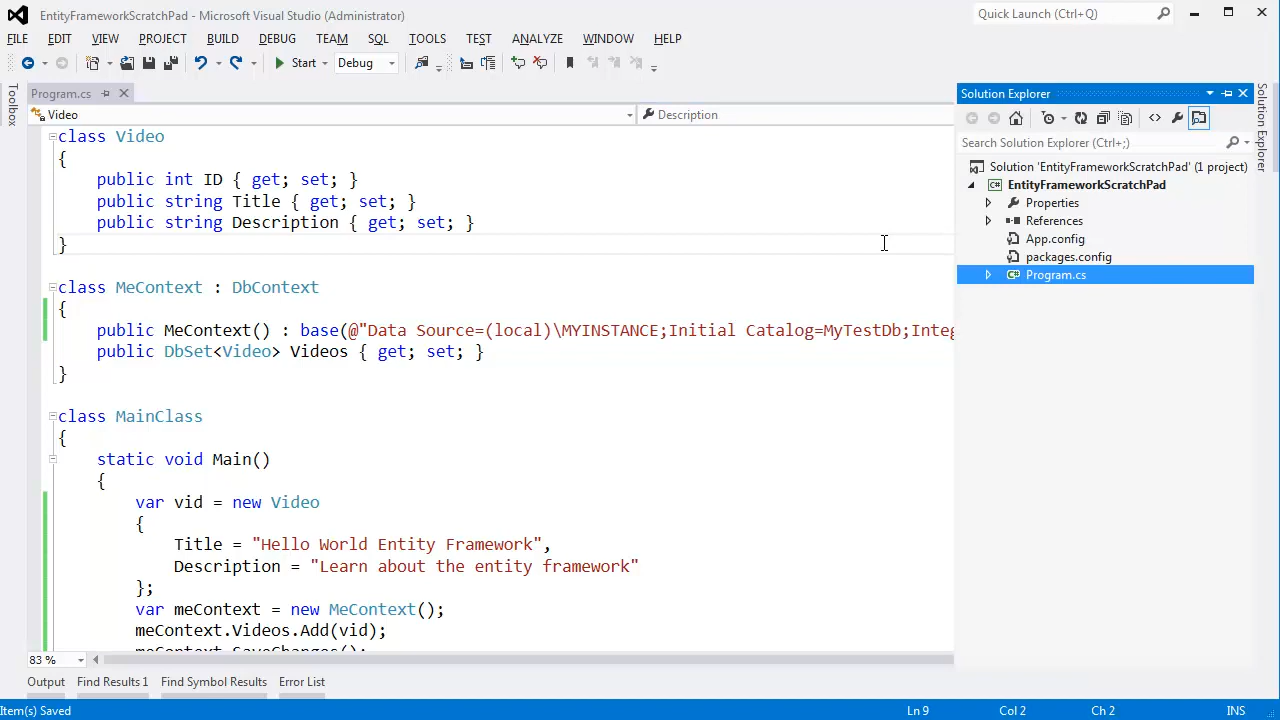 EntityFrameworkScratchPad - Microsoft Visual Studio (Administrator)
Quick Launch (Ctrl+Q)
FILE EDIT VIEW PROJECT BUILD DEBUG TEAM SQL TOOLS TEST ANALYZE WINDOW HELP
Start Debug
Toolbox
Program.cs
Video
Description
class Video
{
public int ID { get; set; }
public string Title { get; set; }
public string Description { get; set; }
}
class MeContext : DbContext
{
public MeContext() : base(@"Data Source=(local)\MYINSTANCE;Initial Catalog=MyTestDb;Integ
public DbSet<Video> Videos { get; set; }
}
class MainClass
{
static void Main()
{
var vid = new Video
{
Title = "Hello World Entity Framework",
Description = "Learn about the entity framework"
};
var meContext = new MeContext();
meContext.Videos.Add(vid);
meContext.SaveChanges();
83 %
Solution Explorer
Search Solution Explorer (Ctrl+;)
Solution 'EntityFrameworkScratchPad' (1 project)
EntityFrameworkScratchPad
Properties
References
App.config
packages.config
Program.cs
Solution Explorer
Output Find Results 1 Find Symbol Results Error List
Item(s) Saved
Ln 9 Col 2 Ch 2 INS